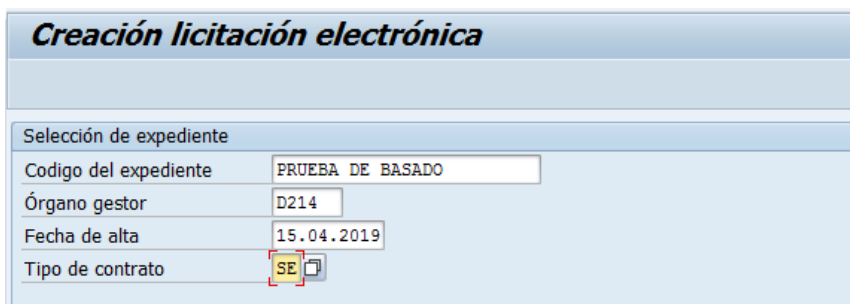 Creación licitación electrónica
Selección de expediente
Codigo del expediente PRUEBA DE BASADO
Órgano gestor D214
Fecha de alta 15.04.2019
Tipo de contrato SE